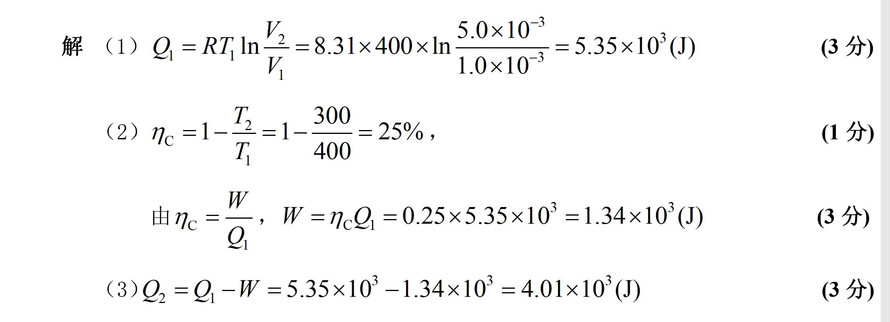 解 （1） Q₁ = RT₁ ln V₂/V₁ = 8.31×400×ln (5.0×10⁻³)/(1.0×10⁻³) = 5.35×10³(J) (3 分)
（2） η_C = 1 − T₂/T₁ = 1 − 300/400 = 25%， (1 分)
由 η_C = W/Q₁， W = η_C Q₁ = 0.25×5.35×10³ = 1.34×10³(J) (3 分)
（3）Q₂ = Q₁ − W = 5.35×10³ − 1.34×10³ = 4.01×10³(J) (3 分)